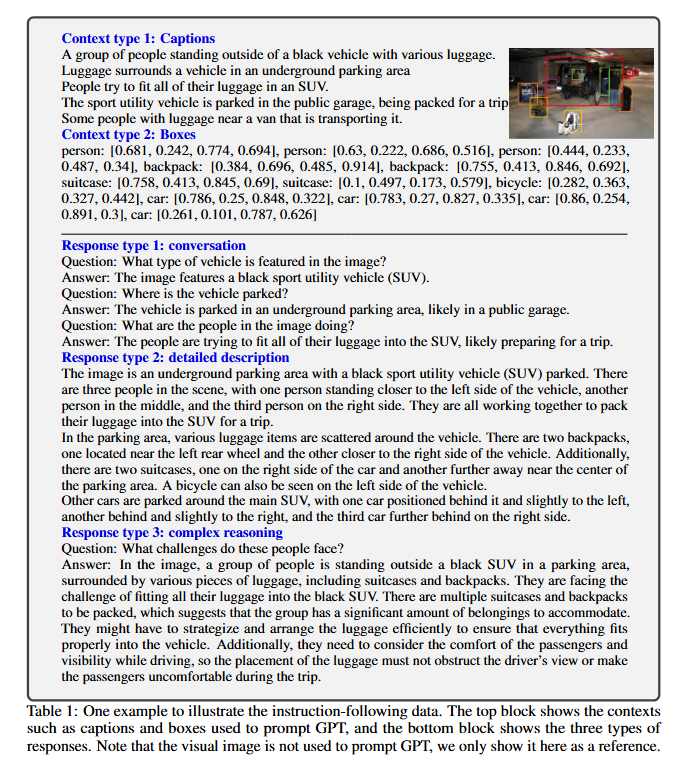 Context type 1: Captions
A group of people standing outside of a black vehicle with various luggage.
Luggage surrounds a vehicle in an underground parking area
People try to fit all of their luggage in an SUV.
The sport utility vehicle is parked in the public garage, being packed for a trip
Some people with luggage near a van that is transporting it.
Context type 2: Boxes
person: [0.681, 0.242, 0.774, 0.694], person: [0.63, 0.222, 0.686, 0.516], person: [0.444, 0.233,
0.487, 0.34], backpack: [0.384, 0.696, 0.485, 0.914], backpack: [0.755, 0.413, 0.846, 0.692],
suitcase: [0.758, 0.413, 0.845, 0.69], suitcase: [0.1, 0.497, 0.173, 0.579], bicycle: [0.282, 0.363,
0.327, 0.442], car: [0.786, 0.25, 0.848, 0.322], car: [0.783, 0.27, 0.827, 0.335], car: [0.86, 0.254,
0.891, 0.3], car: [0.261, 0.101, 0.787, 0.626]
Response type 1: conversation
Question: What type of vehicle is featured in the image?
Answer: The image features a black sport utility vehicle (SUV).
Question: Where is the vehicle parked?
Answer: The vehicle is parked in an underground parking area, likely in a public garage.
Question: What are the people in the image doing?
Answer: The people are trying to fit all of their luggage into the SUV, likely preparing for a trip.
Response type 2: detailed description
The image is an underground parking area with a black sport utility vehicle (SUV) parked. There
are three people in the scene, with one person standing closer to the left side of the vehicle, another
person in the middle, and the third person on the right side. They are all working together to pack
their luggage into the SUV for a trip.
In the parking area, various luggage items are scattered around the vehicle. There are two backpacks,
one located near the left rear wheel and the other closer to the right side of the vehicle. Additionally,
there are two suitcases, one on the right side of the car and another further away near the center of
the parking area. A bicycle can also be seen on the left side of the vehicle.
Other cars are parked around the main SUV, with one car positioned behind it and slightly to the left,
another behind and slightly to the right, and the third car further behind on the right side.
Response type 3: complex reasoning
Question: What challenges do these people face?
Answer: In the image, a group of people is standing outside a black SUV in a parking area,
surrounded by various pieces of luggage, including suitcases and backpacks. They are facing the
challenge of fitting all their luggage into the black SUV. There are multiple suitcases and backpacks
to be packed, which suggests that the group has a significant amount of belongings to accommodate.
They might have to strategize and arrange the luggage efficiently to ensure that everything fits
properly into the vehicle. Additionally, they need to consider the comfort of the passengers and
visibility while driving, so the placement of the luggage must not obstruct the driver's view or make
the passengers uncomfortable during the trip.
Table 1: One example to illustrate the instruction-following data. The top block shows the contexts
such as captions and boxes used to prompt GPT, and the bottom block shows the three types of
responses. Note that the visual image is not used to prompt GPT, we only show it here as a reference.